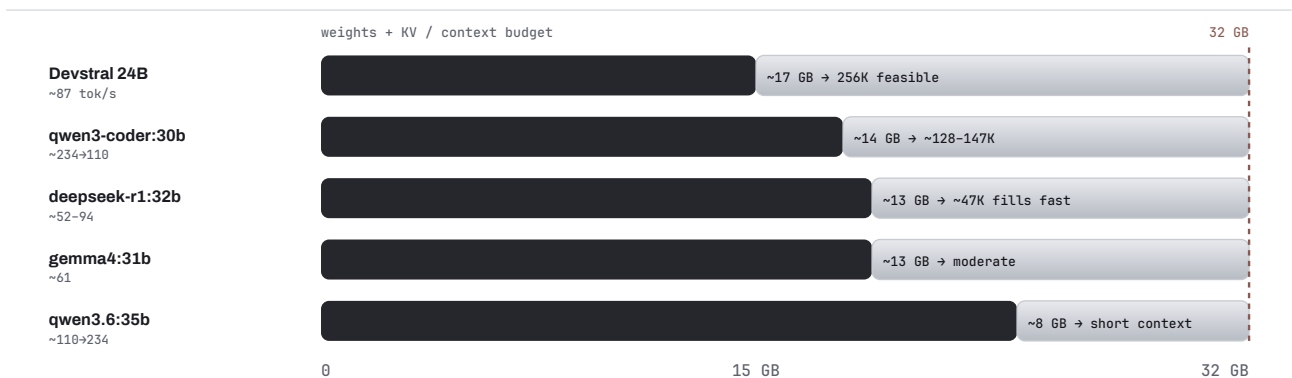 weights + KV / context budget
32 GB
Devstral 24B
~87 tok/s
~17 GB → 256K feasible
qwen3-coder:30b
~234→110
~14 GB → ~128–147K
deepseek-r1:32b
~52–94
~13 GB → ~47K fills fast
gemma4:31b
~61
~13 GB → moderate
qwen3.6:35b
~110→234
~8 GB → short context
0
15 GB
32 GB